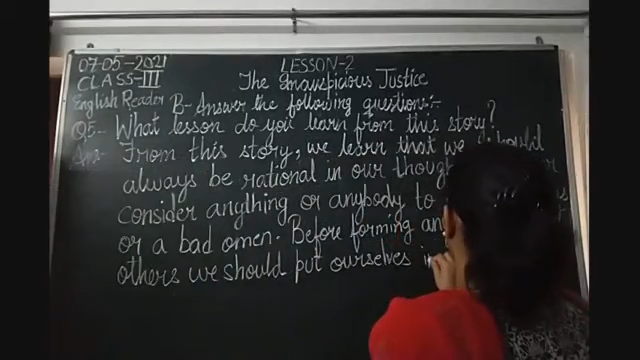 07-05-2021
LESSON-2
CLASS-III
The Inauspicious Justice
English Reader
B- Answer the following questions:-
Q5- What lesson do you learn from this story?
Ans- From this story, we learn that we should
always be rational in our
consider anything or anybody to
or a bad omen. Before forming
others we should put ourselves